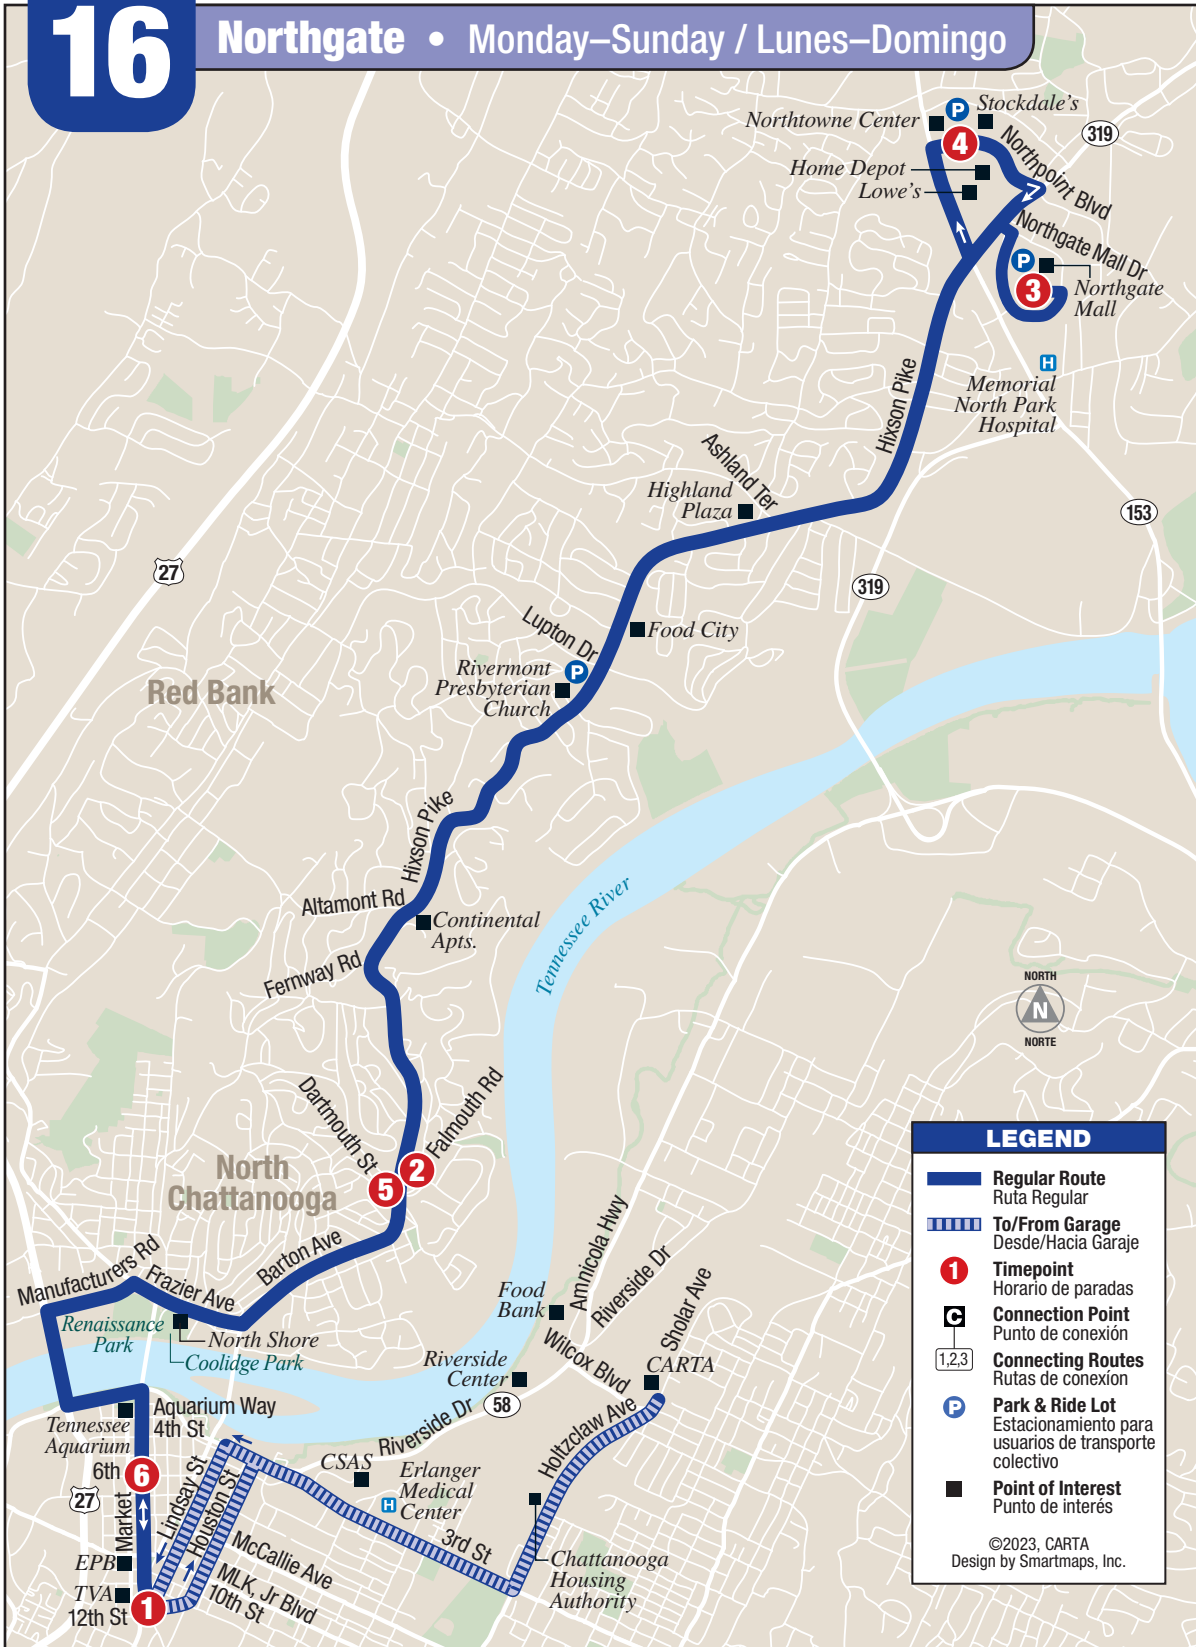 16
Northgate • Monday–Sunday / Lunes–Domingo
P
Stockdale's
Northtowne Center
4
319
Northpoint Blvd
Home Depot
Lowe's
Northgate Mall Dr
P
3
Northgate
Mall
H
Memorial
North Park
Hospital
Hixson Pike
Ashland Ter
Highland
Plaza
153
27
319
Lupton Dr
Food City
P
Rivermont
Presbyterian
Church
Red Bank
Hixson Pike
Altamont Rd
Continental
Apts.
Fernway Rd
Tennessee River
NORTH
N
NORTE
Dartmouth St
Falmouth Rd
2
5
North
Chattanooga
Barton Ave
Manufacturers Rd
Frazier Ave
Renaissance
Park
North Shore
Coolidge Park
Food
Bank
Amnicola Hwy
Riverside Dr
Sholar Ave
Wilcox Blvd
CARTA
Riverside
Center
58
Riverside Dr
Holtzclaw Ave
Aquarium Way
4th St
Tennessee
Aquarium
6th
6
27
Market
Lindsay St
Houston St
CSAS
H
Erlanger
Medical
Center
3rd St
McCallie Ave
MLK, Jr Blvd
10th St
EPB
TVA
12th St
1
Chattanooga
Housing
Authority
LEGEND
Regular Route
Ruta Regular
To/From Garage
Desde/Hacia Garaje
1
Timepoint
Horario de paradas
C
Connection Point
Punto de conexión
1,2,3
Connecting Routes
Rutas de conexíon
P
Park & Ride Lot
Estacionamiento para
usuarios de transporte
colectivo
Point of Interest
Punto de interés
©2023, CARTA
Design by Smartmaps, Inc.